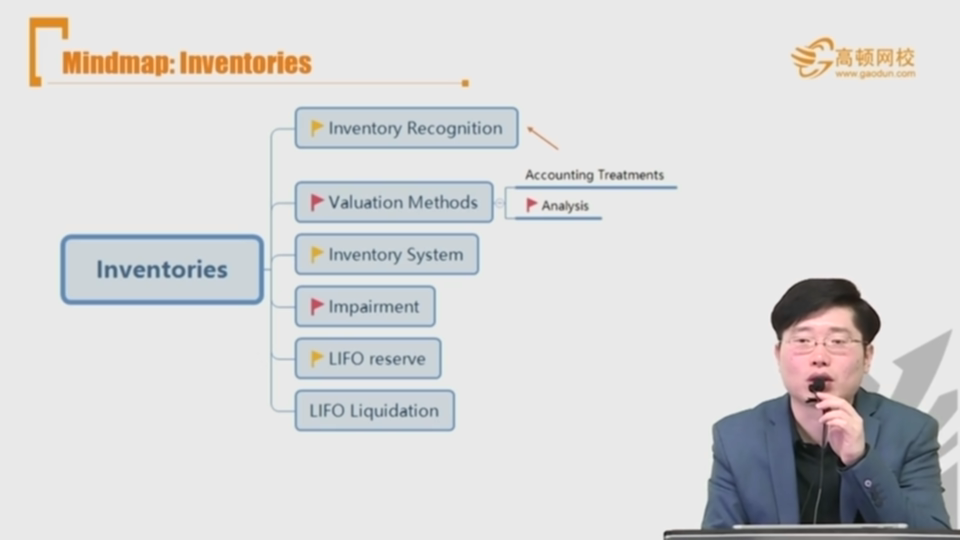 Mindmap: Inventories
高顿网校
www.gaodun.com
Inventory Recognition
Accounting Treatments
Valuation Methods
Analysis
Inventory System
Inventories
Impairment
LIFO reserve
LIFO Liquidation